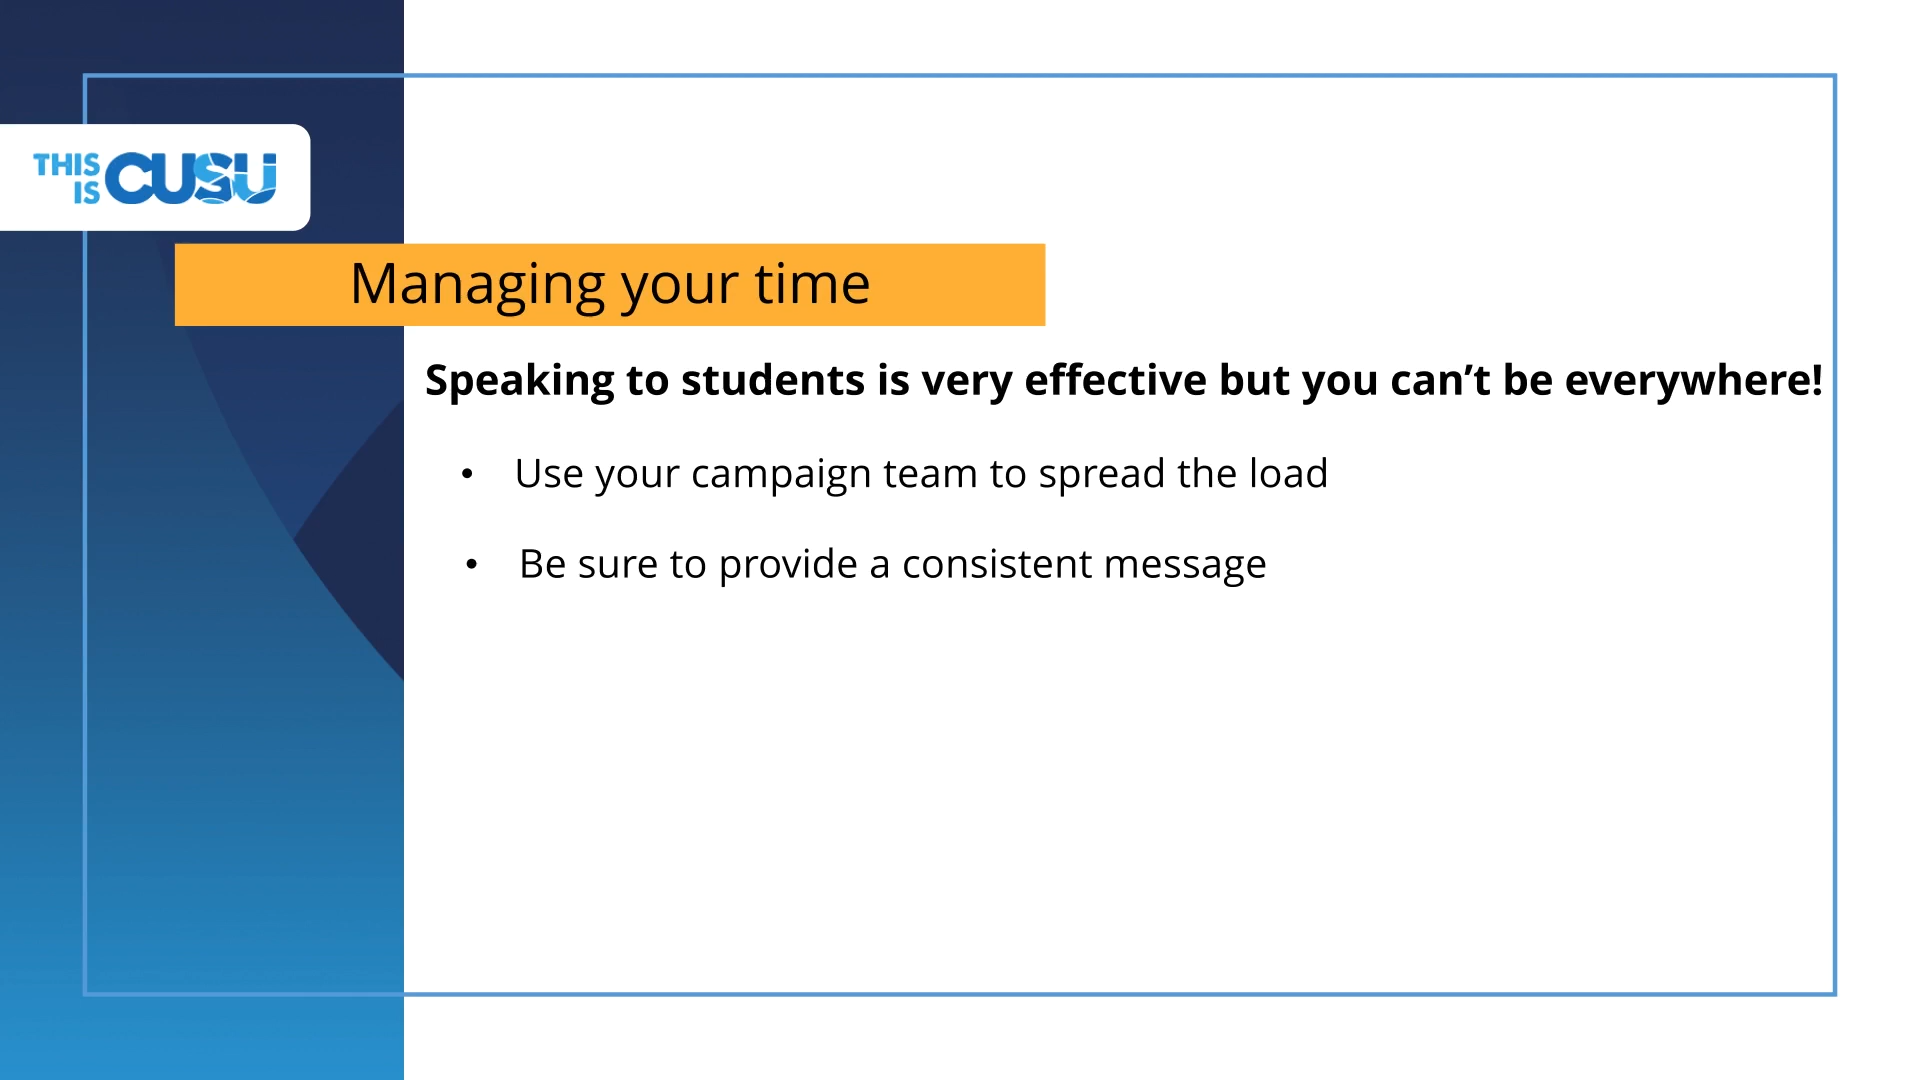 THIS
IS CUSU
Managing your time
Speaking to students is very effective but you can’t be everywhere!
• Use your campaign team to spread the load
• Be sure to provide a consistent message